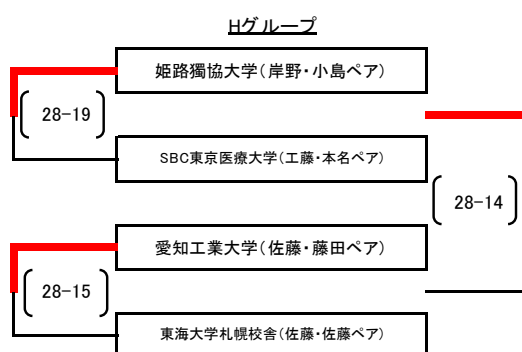 Hグループ
姫路獨協大学(岸野・小島ペア)
28-19
SBC東京医療大学(工藤・本名ペア)
28-14
愛知工業大学(佐藤・藤田ペア)
28-15
東海大学札幌校舎(佐藤・佐藤ペア)